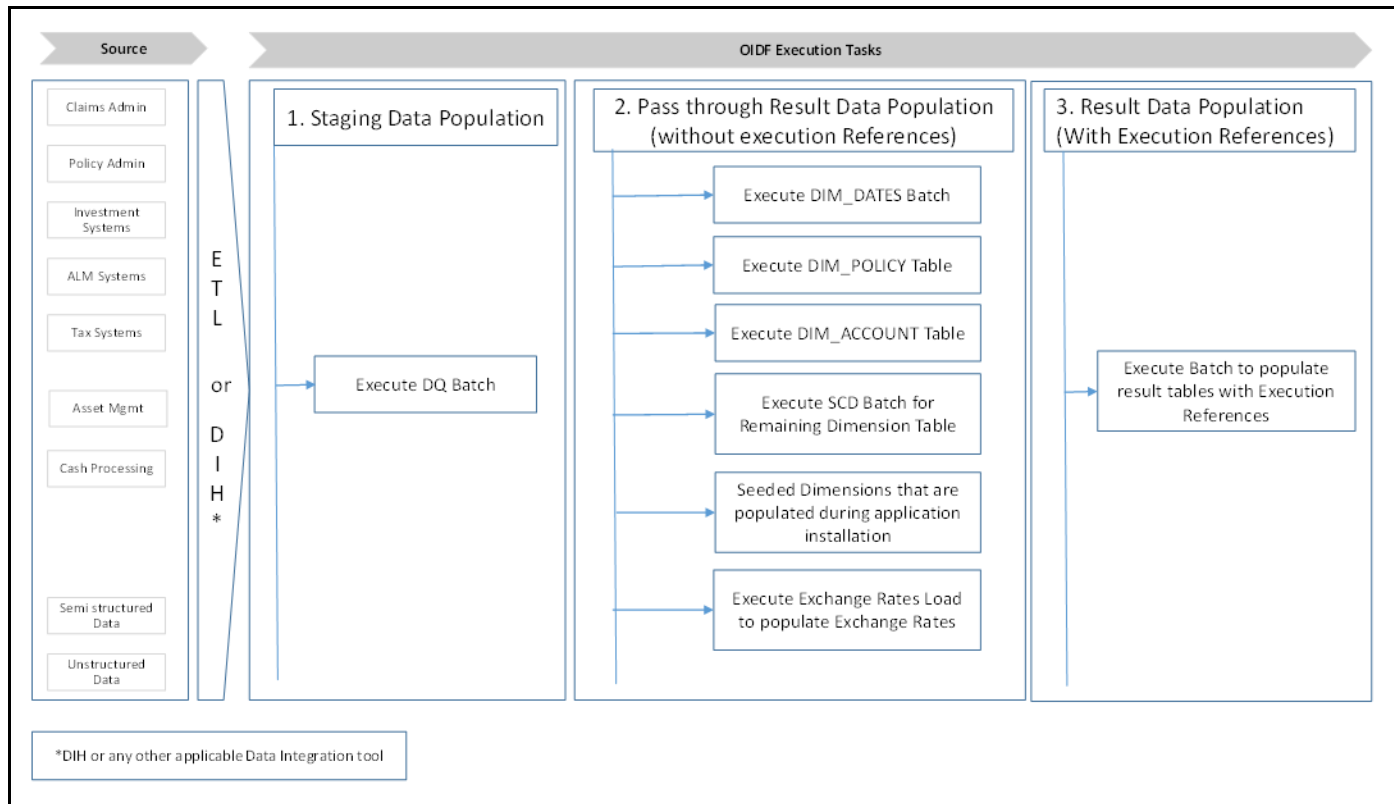 Source
OIDF Execution Tasks
Claims Admin
Policy Admin
Investment
Systems
ALM Systems
Tax Systems
Asset Mgmt
Cash Processing
Semi structured
Data
Unstructured
Data
E
T
L
or
D
I
H
*
1. Staging Data Population
Execute DQ Batch
2. Pass through Result Data Population
(without execution References)
Execute DIM_DATES Batch
Execute DIM_POLICY Table
Execute DIM_ACCOUNT Table
Execute SCD Batch for
Remaining Dimension Table
Seeded Dimensions that are
populated during application
installation
Execute Exchange Rates Load
to populate Exchange Rates
3. Result Data Population
(With Execution References)
Execute Batch to populate
result tables with Execution
References
*DIH or any other applicable Data Integration tool